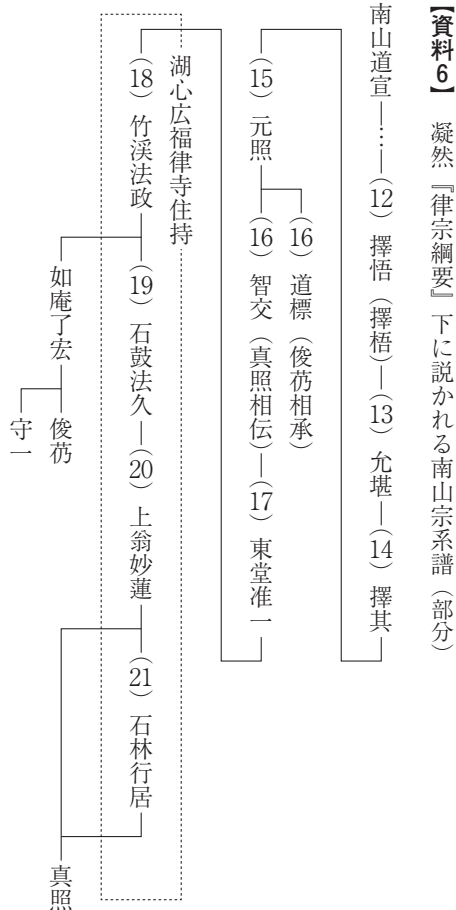 【資料6】　凝然『律宗綱要』下に説かれる南山宗系譜（部分）
南山道宣……（12）擇悟（擇梧）（13）允堪（14）擇其
（16）道標（俊芿相承）
（15）元照（16）智交（真照相伝）（17）東堂准一
湖心広福律寺住持
（18）竹渓法政（19）石鼓法久（20）上翁妙蓮（21）石林行居
如庵了宏　俊芿
守一
真照